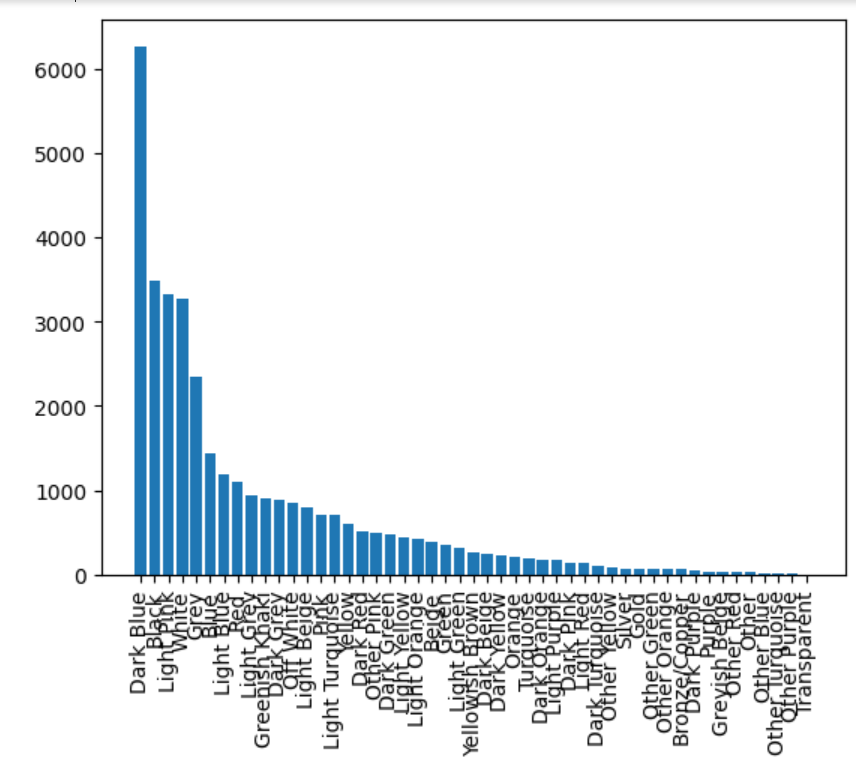 6000
5000
4000
3000
2000
1000
0
Dark Blue
Black
Light Pink
White
Grey
Blue
Light Blue
Red
Light Grey
Greenish Khaki
Dark Grey
Off White
Light Beige
Pink
Light Turquoise
Yellow
Dark Red
Other Pink
Dark Green
Light Yellow
Light Orange
Beige
Green
Light Green
Yellowish Brown
Dark Beige
Dark Yellow
Orange
Turquoise
Dark Orange
Light Purple
Dark Pink
Light Red
Dark Turquoise
Other Yellow
Silver
Gold
Other Green
Other Orange
Bronze/Copper
Dark Purple
Purple
Greyish Beige
Other Red
Other
Other Blue
Other Turquoise
Other Purple
Transparent